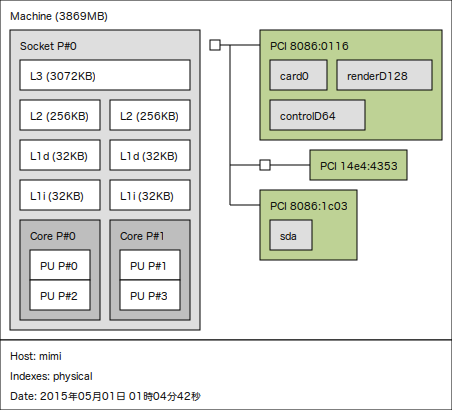 Machine (3869MB)
Socket P#0
L3 (3072KB)
L2 (256KB) L2 (256KB)
L1d (32KB) L1d (32KB)
L1i (32KB) L1i (32KB)
Core P#0 Core P#1
PU P#0 PU P#1
PU P#2 PU P#3
PCI 8086:0116
card0 renderD128
controlD64
PCI 14e4:4353
PCI 8086:1c03
sda
Host: mimi
Indexes: physical
Date: 2015年05月01日 01時04分42秒